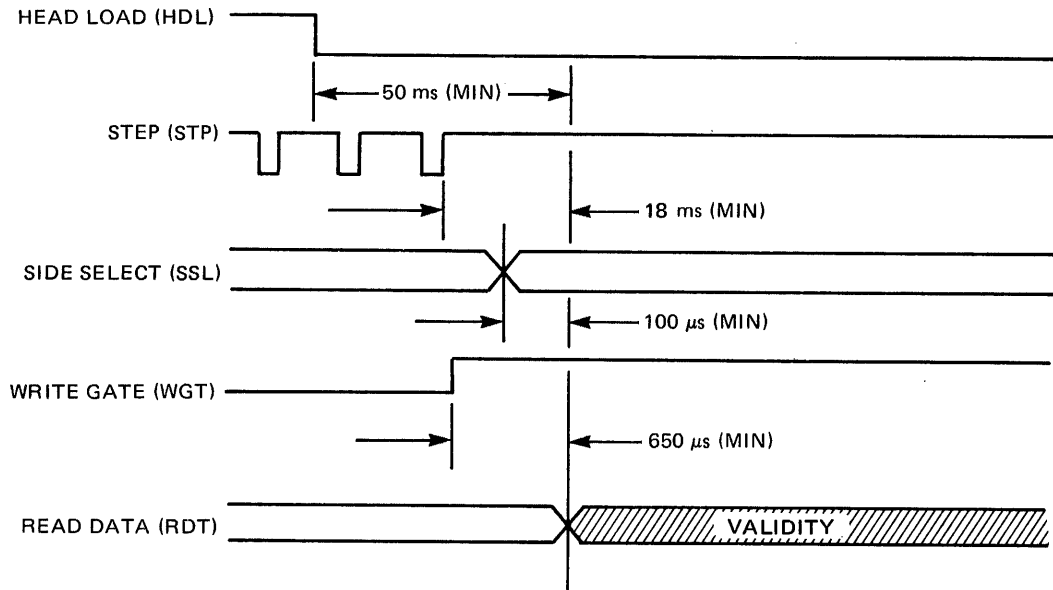 HEAD LOAD (HDL)
50 ms (MIN)
STEP (STP)
18 ms (MIN)
SIDE SELECT (SSL)
100 μs (MIN)
WRITE GATE (WGT)
650 μs (MIN)
READ DATA (RDT)
VALIDITY